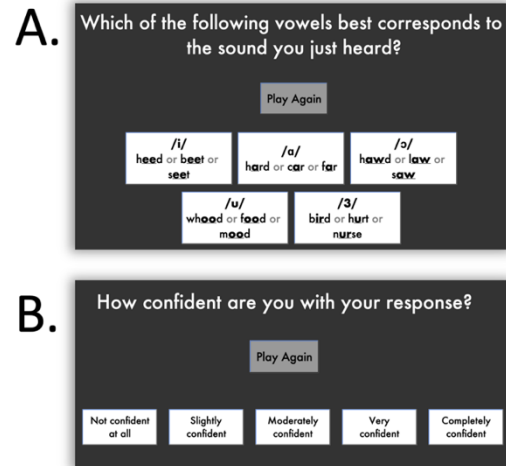 A.
Which of the following vowels best corresponds to
the sound you just heard?
Play Again
/i/
heed or beet or
seet
/a/
hard or car or far
/ɔ/
hawd or law or
saw
/u/
whood or food or
mood
/3/
bird or hurt or
nurse
B.
How confident are you with your response?
Play Again
Not confident
at all
Slightly
confident
Moderately
confident
Very
confident
Completely
confident